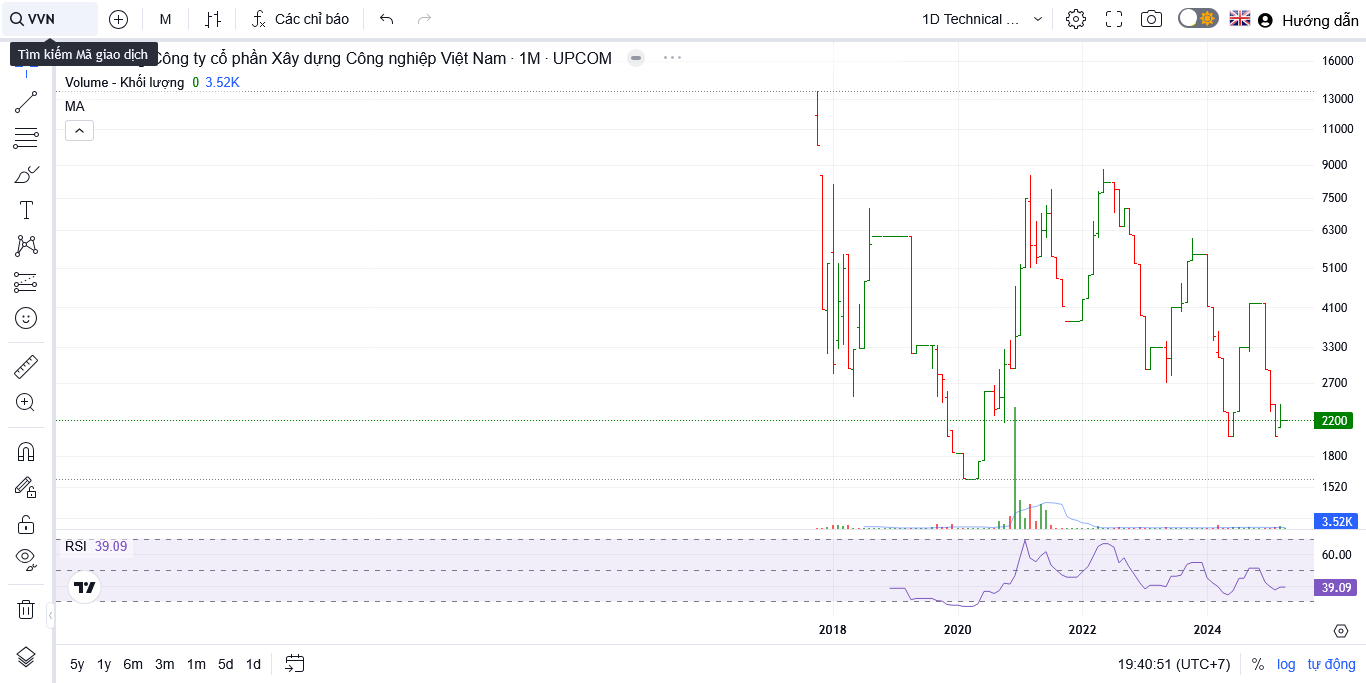 VVN
M
Các chỉ báo
1D Technical ...
Hướng dẫn
Tìm kiếm Mã giao dịch
Công ty cổ phần Xây dựng Công nghiệp Việt Nam · 1M · UPCOM
Volume - Khối lượng 0 3.52K
MA
16000
13000
11000
9000
7500
6300
5100
4100
3300
2700
2200
1800
1520
3.52K
RSI 39.09
60.00
39.09
2018 2020 2022 2024
5y 1y 6m 3m 1m 5d 1d
19:40:51 (UTC+7) % log tự động